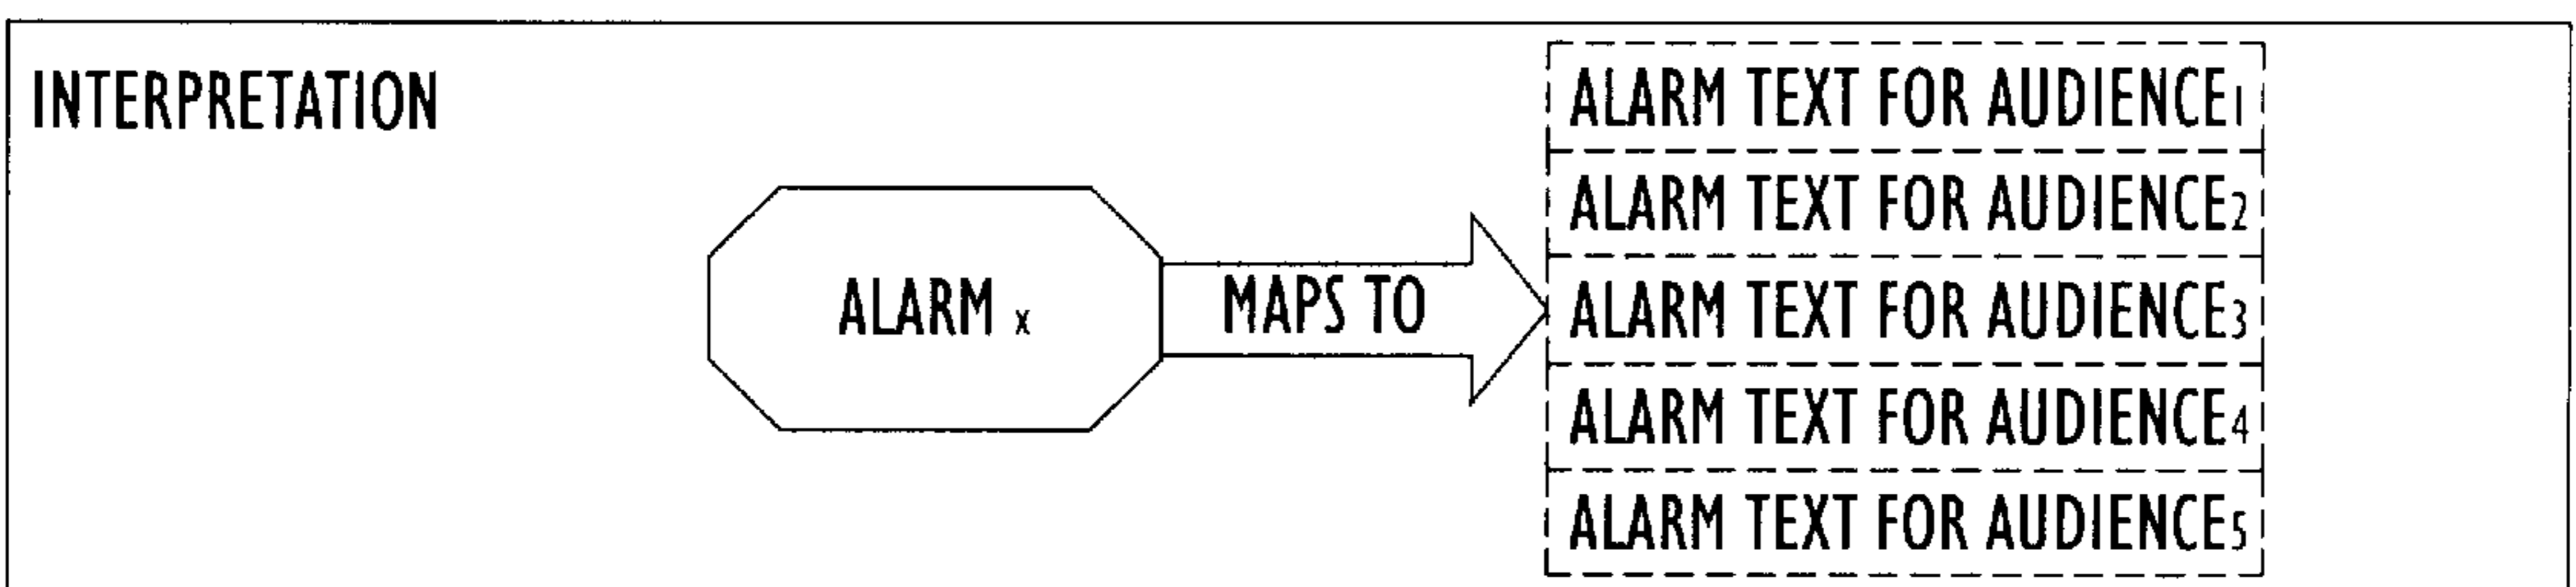 INTERPRETATION
ALARM x
MAPS TO
ALARM TEXT FOR AUDIENCE1
ALARM TEXT FOR AUDIENCE2
ALARM TEXT FOR AUDIENCE3
ALARM TEXT FOR AUDIENCE4
ALARM TEXT FOR AUDIENCE5